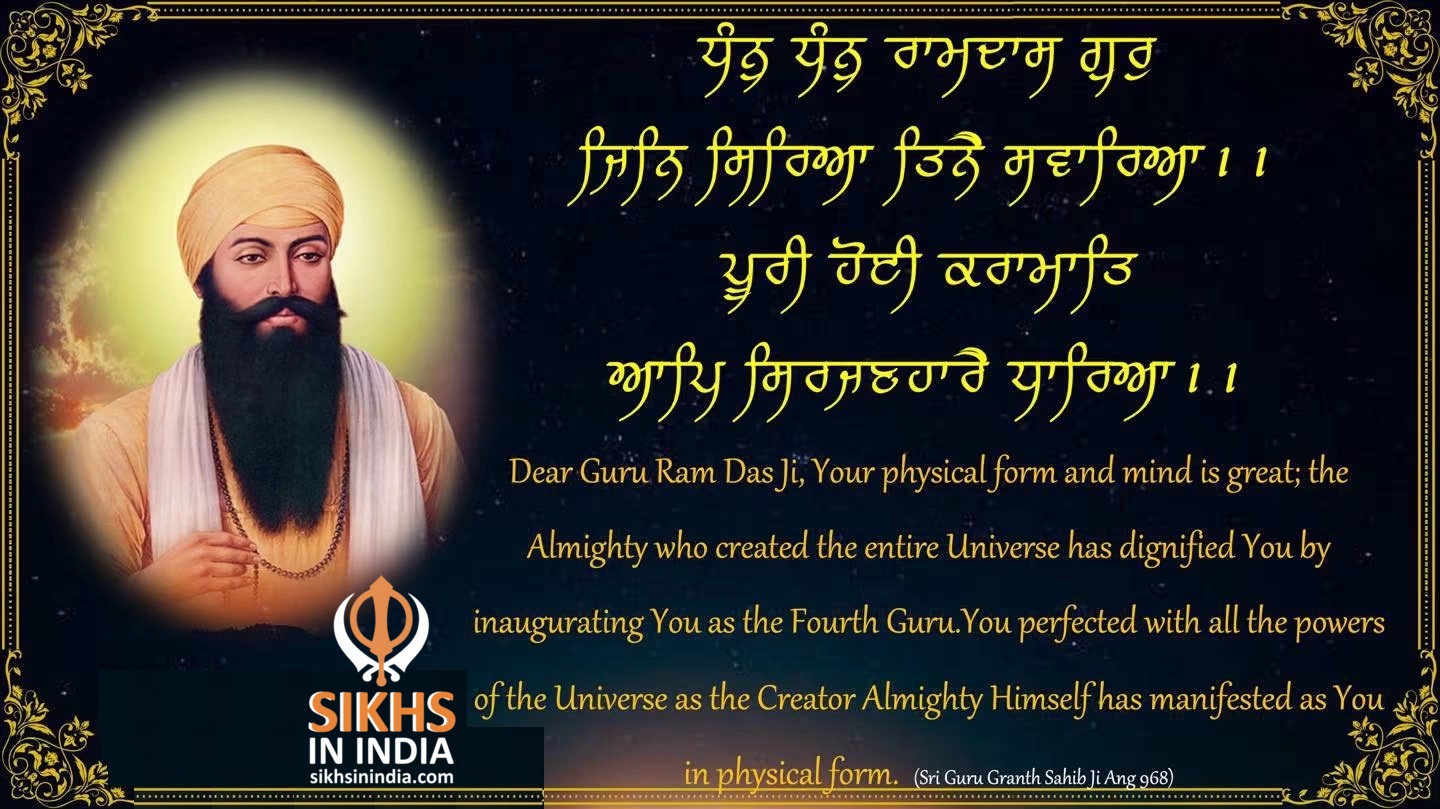 ਧੰਨੁ ਧੰਨੁ ਰਾਮਦਾਸ ਗੁਰੁ
ਜਿਨਿ ਸਿਰਿਆ ਤਿਨੈ ਸਵਾਰਿਆ।।
ਪੂਰੀ ਹੋਈ ਕਰਾਮਾਤਿ
ਆਪਿ ਸਿਰਜਣਹਾਰੈ ਧਾਰਿਆ।।
Dear Guru Ram Das Ji, Your physical form and mind is great; the
Almighty who created the entire Universe has dignified You by
inaugurating You as the Fourth Guru.You perfected with all the powers
of the Universe as the Creator Almighty Himself has manifested as You
in physical form. (Sri Guru Granth Sahib Ji Ang 968)
SIKHS
IN INDIA
sikhsinindia.com